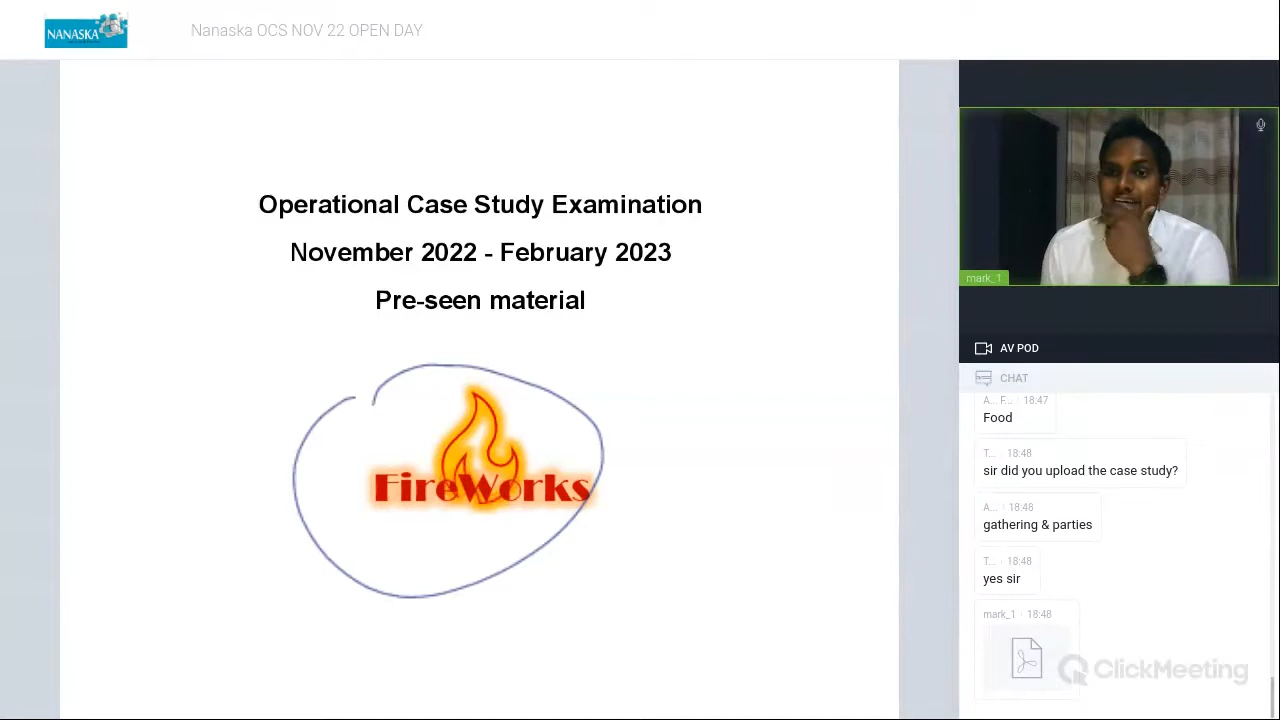 NANASKA
Nanaska OCS NOV 22 OPEN DAY
Operational Case Study Examination
November 2022 - February 2023
Pre-seen material
FireWorks
mark_1
AV POD
CHAT
A... F... 18:47
Food
T... 18:48
sir did you upload the case study?
A... 18:48
gathering & parties
T... 18:48
yes sir
mark_1 18:48
ClickMeeting